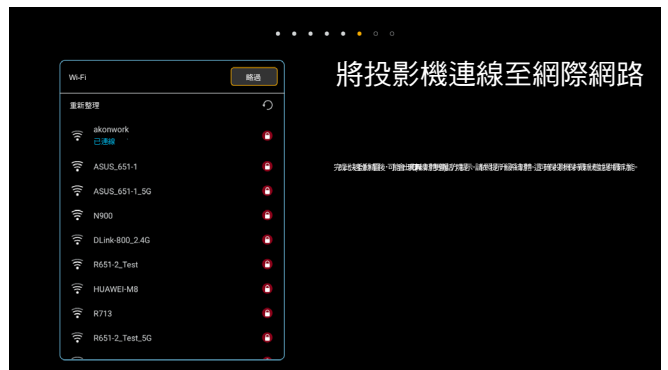 Wi-Fi
略過
將投影機連線至網際網路
重新整理
akonwork
已連線
ASUS_651-1
ASUS_651-1_5G
N900
DLink-800_2.4G
R651-2_Test
HUAWEI-M8
R713
R651-2_Test_5G